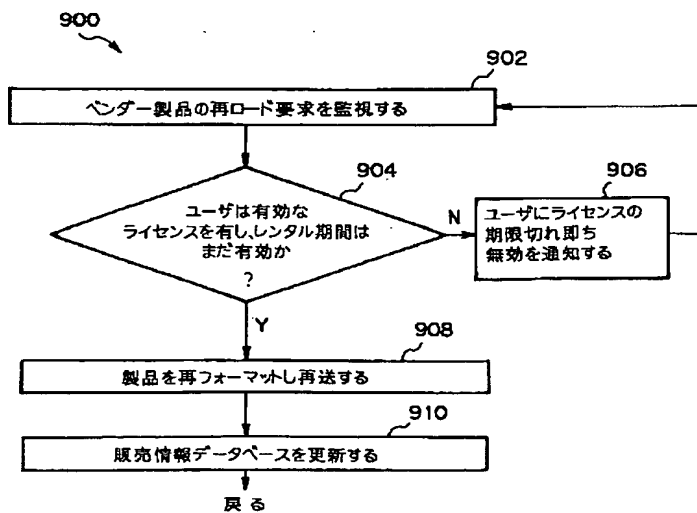 900
902
ベンダー製品の再ロード要求を監視する
904
ユーザは有効な
ライセンスを有し、レンタル期間は
まだ有効か
?
N
906
ユーザにライセンスの
期限切れ即ち
無効を通知する
Y
908
製品を再フォーマットし再送する
910
販売情報データベースを更新する
戻る